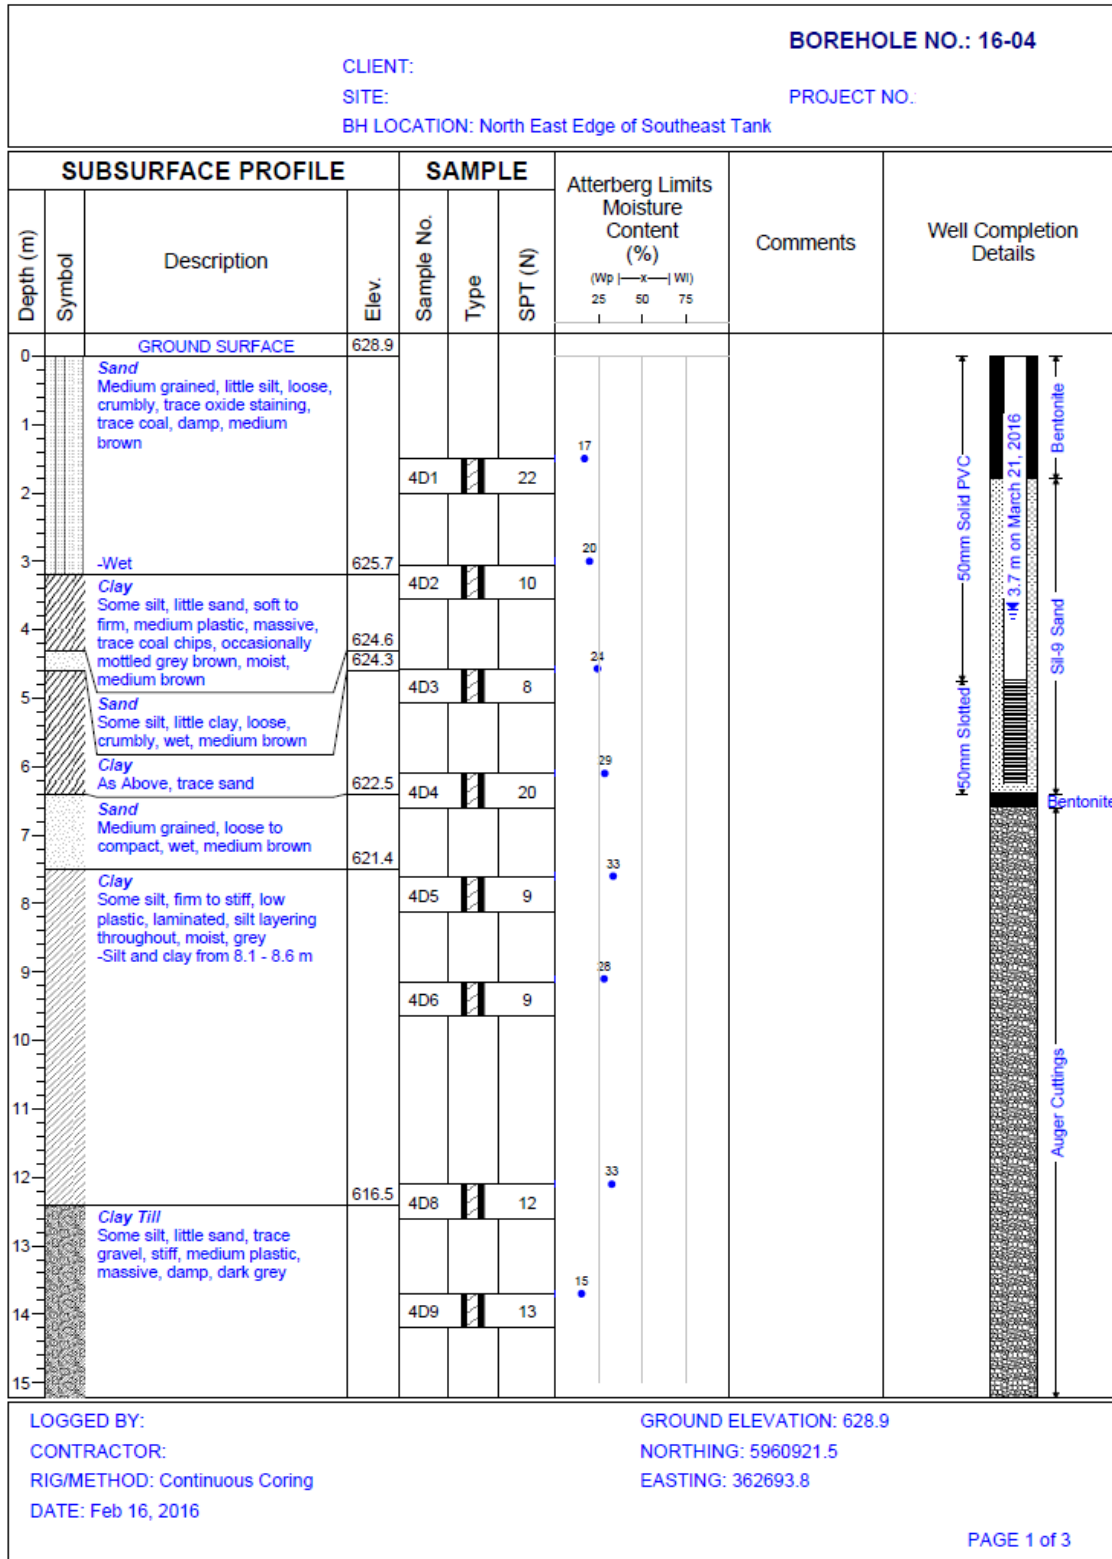 BOREHOLE NO.: 16-04
CLIENT:
SITE:
PROJECT NO.:
BH LOCATION: North East Edge of Southeast Tank
SUBSURFACE PROFILE
SAMPLE
Depth (m)
Symbol
Description
Elev.
Sample No.
Type
SPT (N)
Atterberg Limits
Moisture
Content
(%)
(Wp |—x—| Wl)
25 50 75
Comments
Well Completion
Details
0
GROUND SURFACE
628.9
Sand
Medium grained, little silt, loose,
crumbly, trace oxide staining,
trace coal, damp, medium
brown
1
17
4D1
22
2
20
3
-Wet
625.7
Clay
Some silt, little sand, soft to
firm, medium plastic, massive,
trace coal chips, occasionally
mottled grey brown, moist,
medium brown
4D2
10
4
624.6
624.3
24
4D3
8
5
Sand
Some silt, little clay, loose,
crumbly, wet, medium brown
6
Clay
As Above, trace sand
622.5
29
4D4
20
Sand
Medium grained, loose to
compact, wet, medium brown
7
621.4
33
Clay
Some silt, firm to stiff, low
plastic, laminated, silt layering
throughout, moist, grey
-Silt and clay from 8.1 - 8.6 m
8
4D5
9
9
28
4D6
9
10
11
12
616.5
33
4D8
12
Clay Till
Some silt, little sand, trace
gravel, stiff, medium plastic,
massive, damp, dark grey
13
15
14
4D9
13
15
50mm Solid PVC
50mm Slotted
3.7 m on March 21, 2016
Bentonite
Sil-9 Sand
Bentonite
Auger Cuttings
LOGGED BY:
CONTRACTOR:
RIG/METHOD: Continuous Coring
DATE: Feb 16, 2016
GROUND ELEVATION: 628.9
NORTHING: 5960921.5
EASTING: 362693.8
PAGE 1 of 3